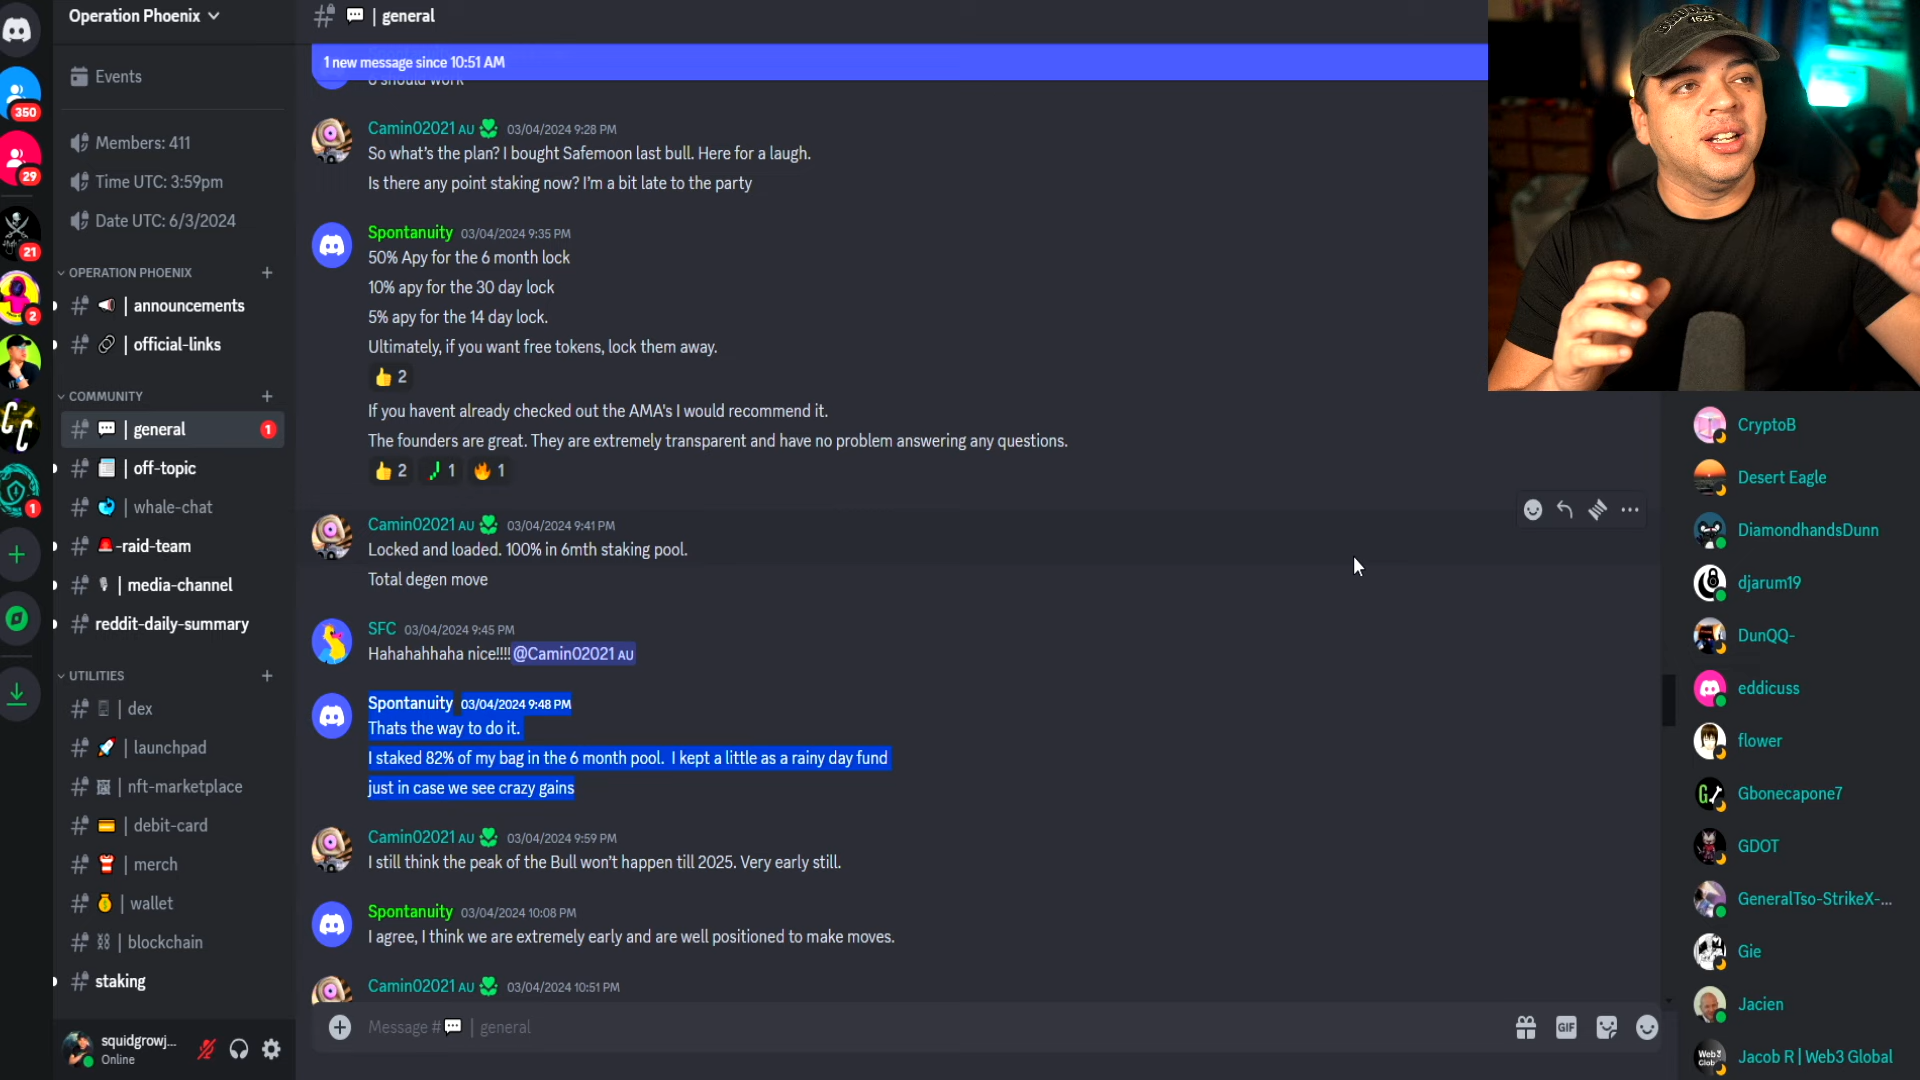 Operation Phoenix
Events
Members: 411
Time UTC: 3:59pm
Date UTC: 6/3/2024
OPERATION PHOENIX
| announcements
| official-links
COMMUNITY
| general
1
| off-topic
| whale-chat
-raid-team
| media-channel
reddit-daily-summary
UTILITIES
| dex
| launchpad
| nft-marketplace
| debit-card
| merch
| wallet
| blockchain
staking
squidgrowj...
Online
350
29
21
2
CC
1
| general
1 new message since 10:51 AM
Camin02021 AU 03/04/2024 9:28 PM
So what's the plan? I bought Safemoon last bull. Here for a laugh.
Is there any point staking now? I'm a bit late to the party
Spontanuity 03/04/2024 9:35 PM
50% Apy for the 6 month lock
10% apy for the 30 day lock
5% apy for the 14 day lock.
Ultimately, if you want free tokens, lock them away.
2
If you havent already checked out the AMA's I would recommend it.
The founders are great. They are extremely transparent and have no problem answering any questions.
2 1 1
Camin02021 AU 03/04/2024 9:41 PM
Locked and loaded. 100% in 6mth staking pool.
Total degen move
SFC 03/04/2024 9:45 PM
Hahahahhaha nice!!!! @Camin02021 AU
Spontanuity 03/04/2024 9:48 PM
Thats the way to do it.
I staked 82% of my bag in the 6 month pool. I kept a little as a rainy day fund
just in case we see crazy gains
Camin02021 AU 03/04/2024 9:59 PM
I still think the peak of the Bull won't happen till 2025. Very early still.
Spontanuity 03/04/2024 10:08 PM
I agree, I think we are extremely early and are well positioned to make moves.
Camin02021 AU 03/04/2024 10:51 PM
Message # | general
GIF
1625
CryptoB
Desert Eagle
DiamondhandsDunn
djarum19
DunQQ-
eddicuss
flower
Gbonecapone7
GDOT
GeneralTso-StrikeX-...
Gie
Jacien
Jacob R | Web3 Global